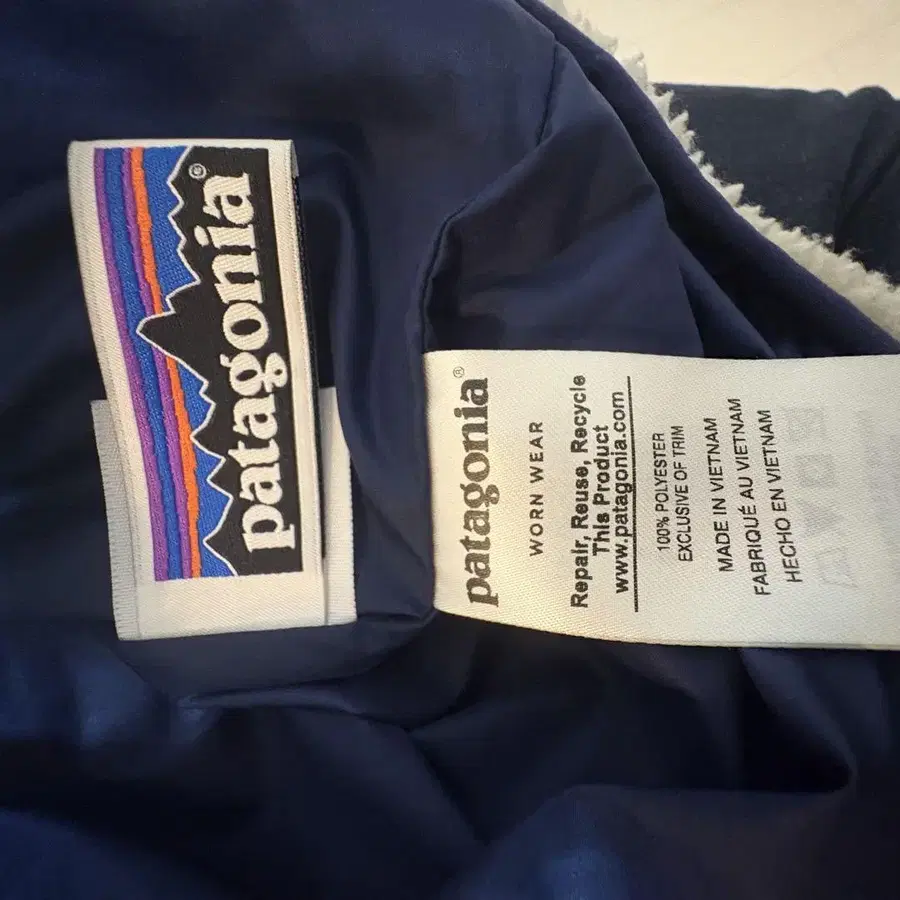 patagonia®
patagonia®
WORN WEAR
Repair, Reuse, Recycle
This Product
www.patagonia.com
100% POLYESTER
EXCLUSIVE OF TRIM
MADE IN VIETNAM
FABRIQUÉ AU VIETNAM
HECHO EN VIETNAM